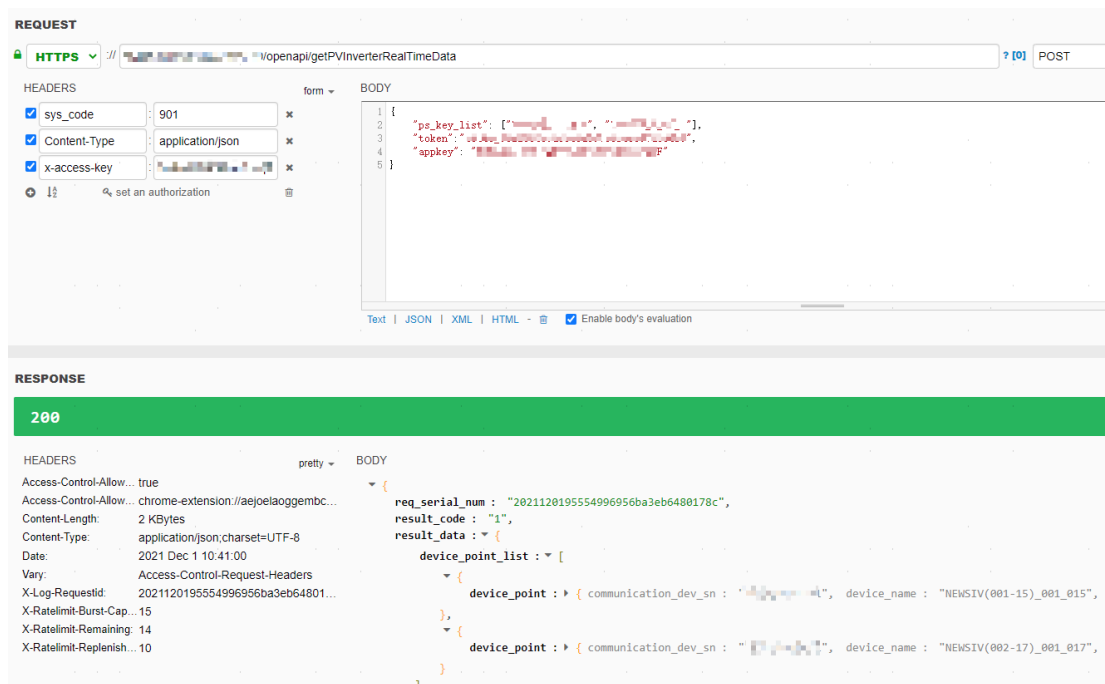 REQUEST
HTTPS :// /openapi/getPVInverterRealTimeData ? [0] POST
HEADERS form
sys_code : 901
Content-Type : application/json
x-access-key :
set an authorization
BODY
1 {
2 "ps_key_list": ["", ""],
3 "token":"",
4 "appkey": "F"
5 }
Text | JSON | XML | HTML - Enable body's evaluation
RESPONSE
200
HEADERS pretty
Access-Control-Allow... true
Access-Control-Allow... chrome-extension://aejoelaoggembc...
Content-Length: 2 KBytes
Content-Type: application/json;charset=UTF-8
Date: 2021 Dec 1 10:41:00
Vary: Access-Control-Request-Headers
X-Log-Requestid: 2021120195554996956ba3eb64801...
X-Ratelimit-Burst-Cap... 15
X-Ratelimit-Remaining: 14
X-Ratelimit-Replenish... 10
BODY
{
req_serial_num : "2021120195554996956ba3eb6480178c",
result_code : "1",
result_data : {
device_point_list : [
{
device_point : { communication_dev_sn : "", device_name : "NEWSIV(001-15)_001_015",
},
{
device_point : { communication_dev_sn : "", device_name : "NEWSIV(002-17)_001_017",
}
]